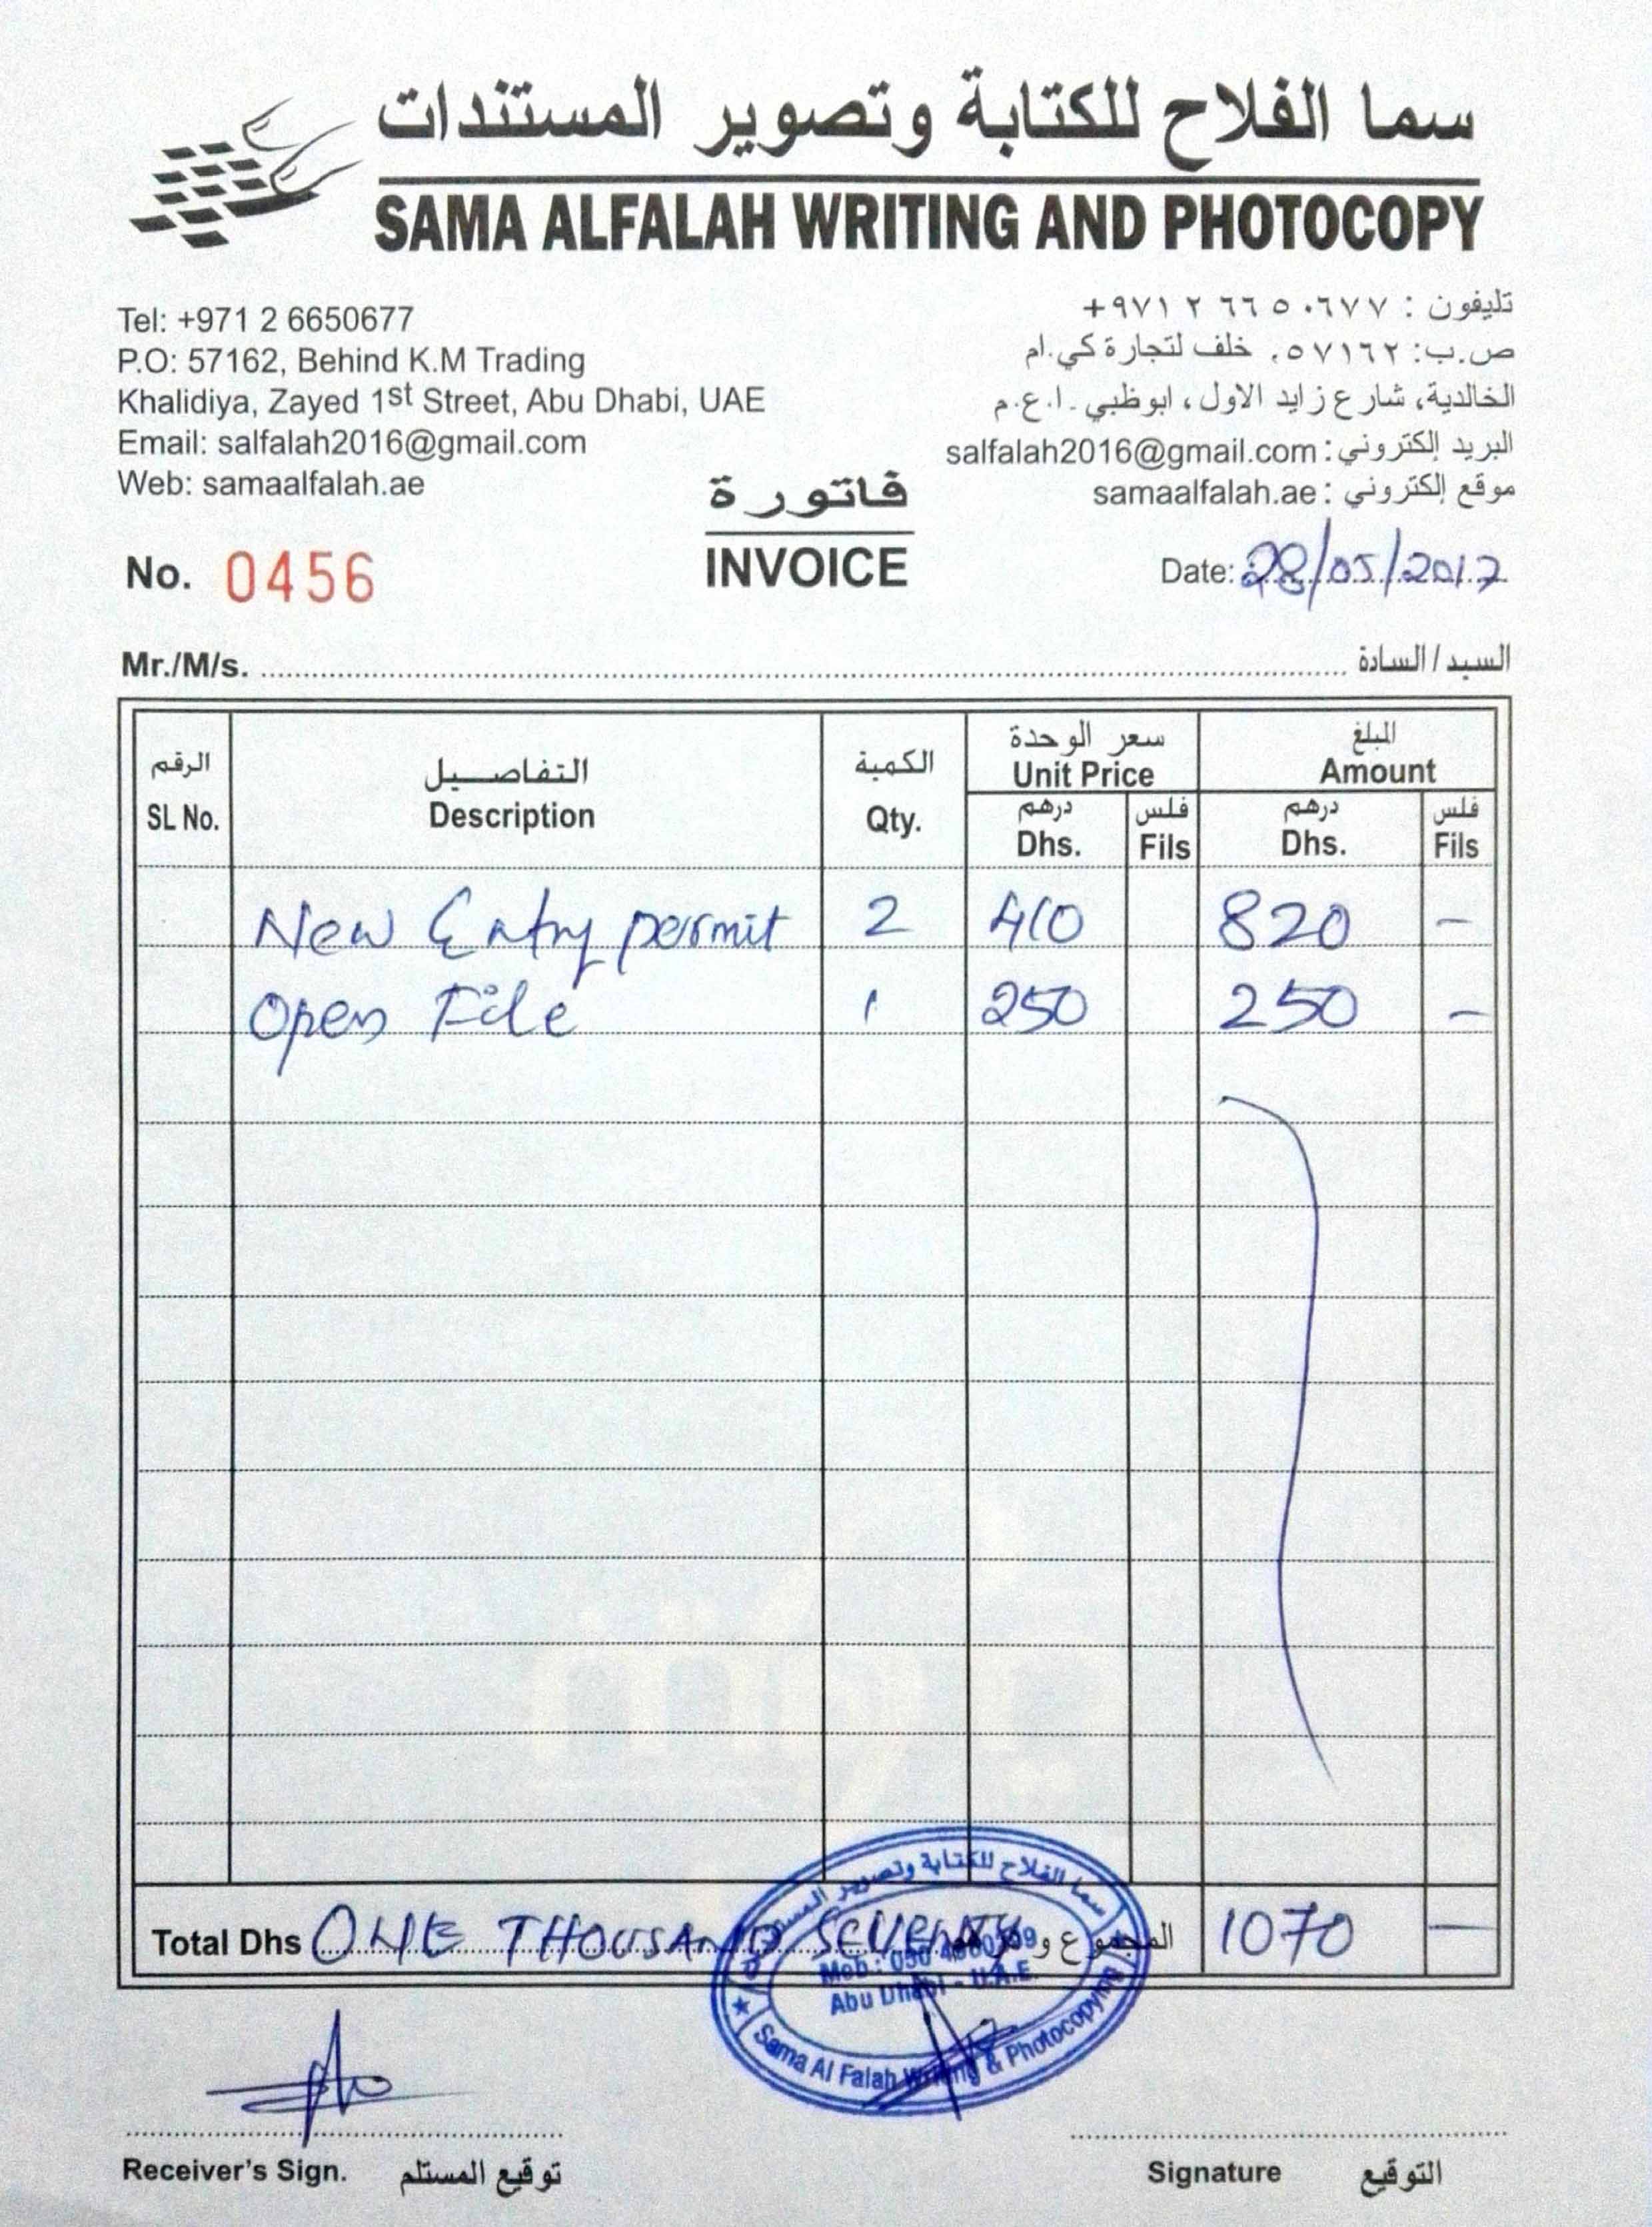 سما الفلاح للكتابة وتصوير المستندات
SAMA ALFALAH WRITING AND PHOTOCOPY
Tel: +971 2 6650677
P.O: 57162, Behind K.M Trading
Khalidiya, Zayed 1st Street, Abu Dhabi, UAE
Email: salfalah2016@gmail.com
Web: samaalfalah.ae
تليفون : ٦٦٥٠٦٧٧ ٢ ٩٧١+
ص.ب: ٥٧١٦٢، خلف لتجارة كي.ام
الخالدية، شارع زايد الاول، ابوظبي ـ ا.ع.م
البريد إلكتروني: salfalah2016@gmail.com
موقع إلكتروني : samaalfalah.ae
فاتورة
INVOICE
No. 0456
Date: 28/05/2017
Mr./M/s. السيد / السادة
الرقم التفاصيل الكمية سعر الوحدة المبلغ
SL No. Description Qty. Unit Price Amount
درهم فلس درهم فلس
Dhs. Fils Dhs. Fils
New Entry permit 2 410 820 -
Open File 1 250 250 -
Total Dhs ONE THOUSAND SEVENTY المجموع 1070 -
سما الفلاح للكتابة وتصوير
Mob.: 050
Abu Dhabi - U.A.E.
Sama Al Falah Writing & Photocopying
Receiver's Sign. توقيع المستلم
Signature التوقيع